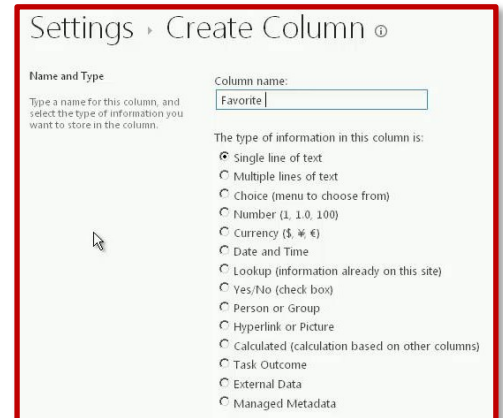 Settings › Create Column
Name and Type
Type a name for this column, and
select the type of information you
want to store in the column.
Column name:
Favorite
The type of information in this column is:
Single line of text
Multiple lines of text
Choice (menu to choose from)
Number (1, 1.0, 100)
Currency ($, ¥, €)
Date and Time
Lookup (information already on this site)
Yes/No (check box)
Person or Group
Hyperlink or Picture
Calculated (calculation based on other columns)
Task Outcome
External Data
Managed Metadata